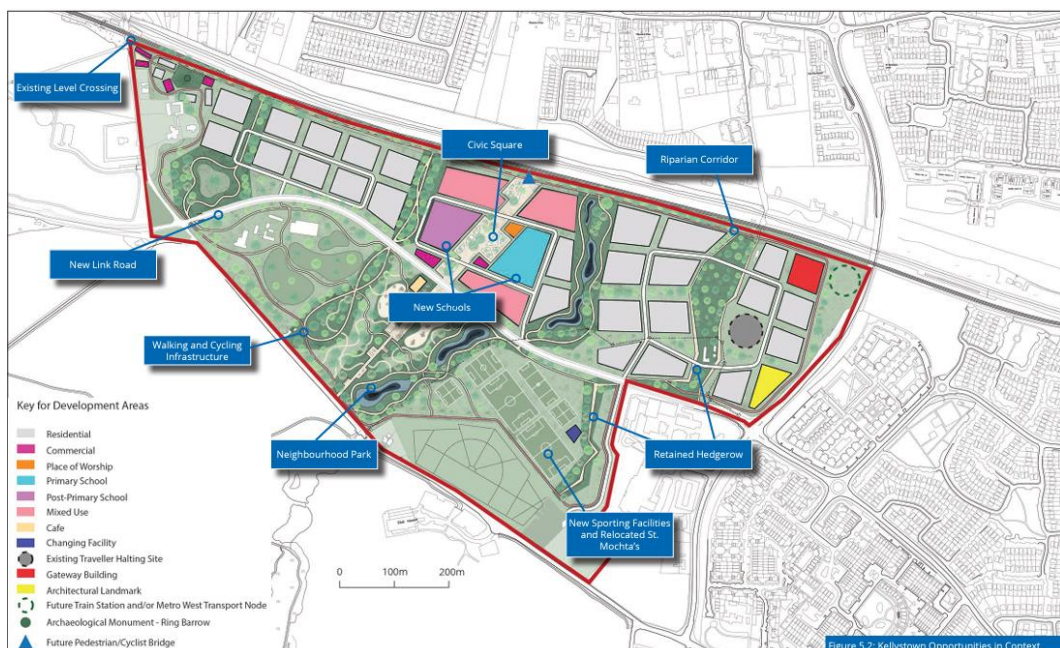 Existing Level Crossing
Civic Square
Riparian Corridor
New Link Road
New Schools
Walking and Cycling
Infrastructure
Neighbourhood Park
Retained Hedgerow
New Sporting Facilities
and Relocated St.
Mochta's
Key for Development Areas
Residential
Commercial
Place of Worship
Primary School
Post-Primary School
Mixed Use
Cafe
Changing Facility
Existing Traveller Halting Site
Gateway Building
Architectural Landmark
Future Train Station and/or Metro West Transport Node
Archaeological Monument - Ring Barrow
Future Pedestrian/Cyclist Bridge
0 100m 200m
Figure 5.2: Kellystown Opportunities in Context